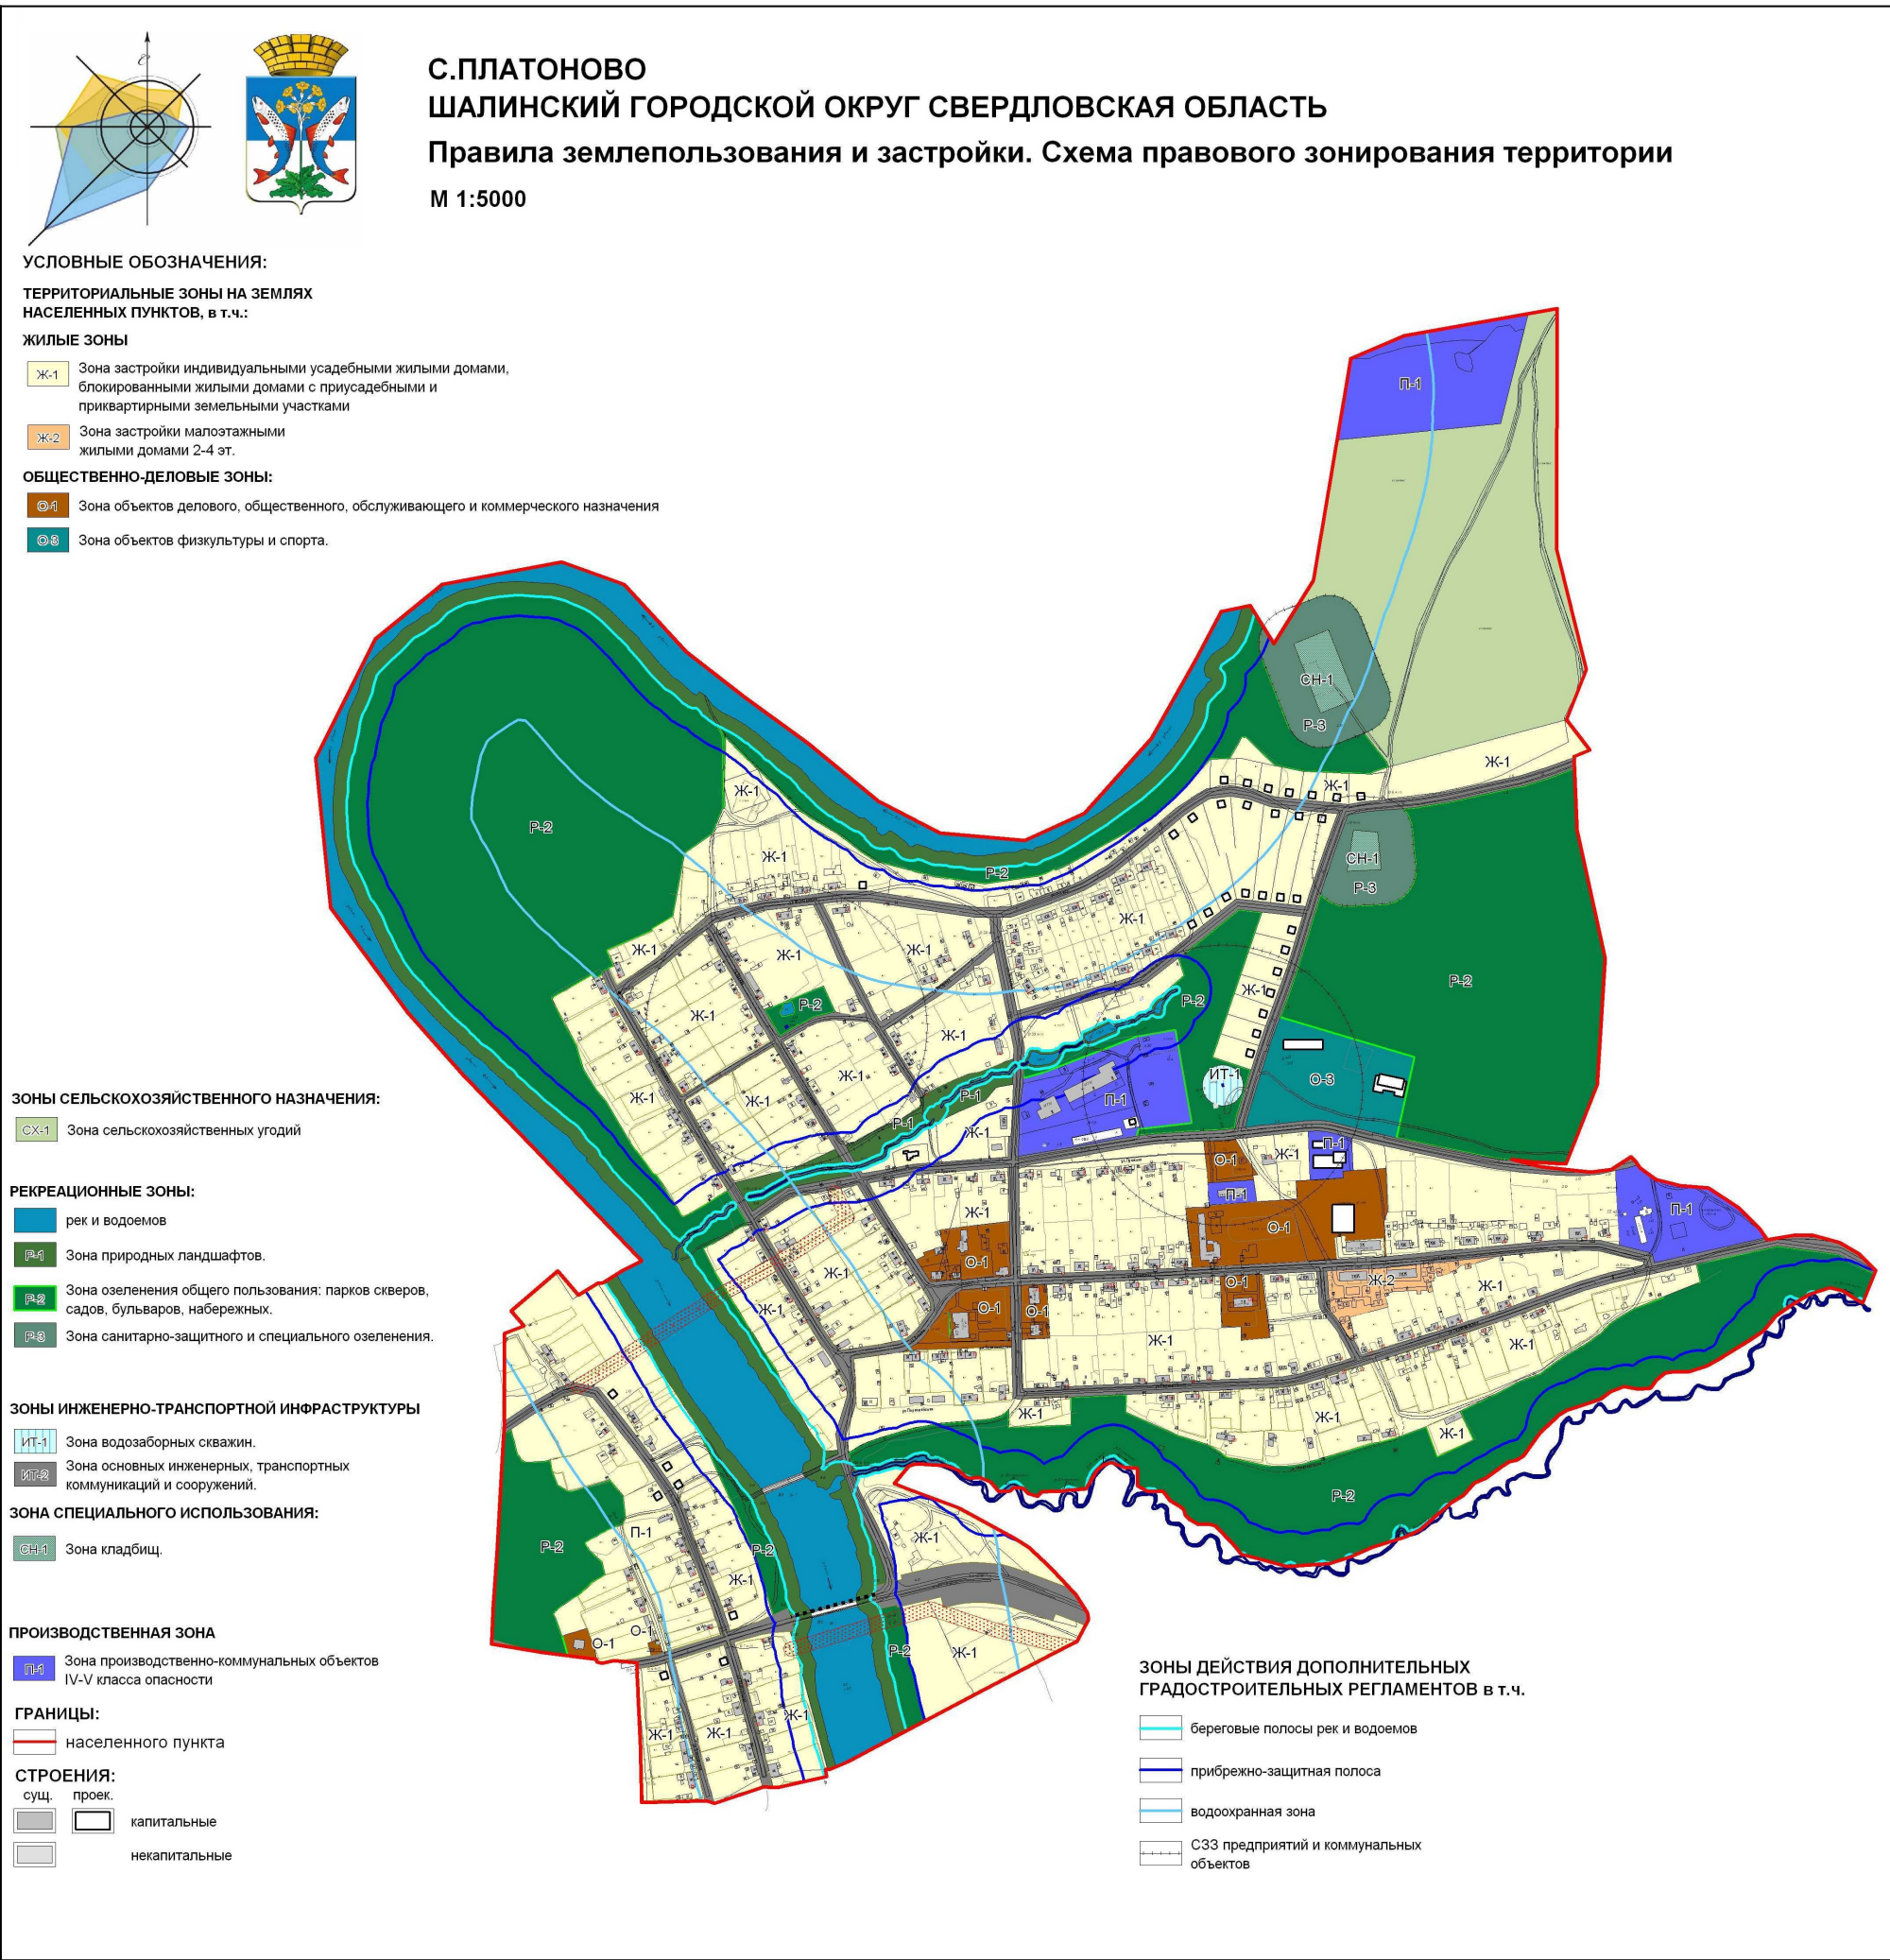 С.ПЛАТОНОВО
ШАЛИНСКИЙ ГОРОДСКОЙ ОКРУГ СВЕРДЛОВСКАЯ ОБЛАСТЬ
Правила землепользования и застройки. Схема правового зонирования территории
М 1:5000
УСЛОВНЫЕ ОБОЗНАЧЕНИЯ:
ТЕРРИТОРИАЛЬНЫЕ ЗОНЫ НА ЗЕМЛЯХ
НАСЕЛЕННЫХ ПУНКТОВ, в т.ч.:
ЖИЛЫЕ ЗОНЫ
Ж-1 Зона застройки индивидуальными усадебными жилыми домами,
блокированными жилыми домами с приусадебными и
приквартирными земельными участками
Ж-2 Зона застройки малоэтажными
жилыми домами 2-4 эт.
ОБЩЕСТВЕННО-ДЕЛОВЫЕ ЗОНЫ:
О-1 Зона объектов делового, общественного, обслуживающего и коммерческого назначения
О-3 Зона объектов физкультуры и спорта.
ЗОНЫ СЕЛЬСКОХОЗЯЙСТВЕННОГО НАЗНАЧЕНИЯ:
СХ-1 Зона сельскохозяйственных угодий
РЕКРЕАЦИОННЫЕ ЗОНЫ:
рек и водоемов
Р-1 Зона природных ландшафтов.
Р-2 Зона озеленения общего пользования: парков скверов,
садов, бульваров, набережных.
Р-3 Зона санитарно-защитного и специального озеленения.
ЗОНЫ ИНЖЕНЕРНО-ТРАНСПОРТНОЙ ИНФРАСТРУКТУРЫ
ИТ-1 Зона водозаборных скважин.
ИТ-2 Зона основных инженерных, транспортных
коммуникаций и сооружений.
ЗОНА СПЕЦИАЛЬНОГО ИСПОЛЬЗОВАНИЯ:
СН-1 Зона кладбищ.
ПРОИЗВОДСТВЕННАЯ ЗОНА
П-1 Зона производственно-коммунальных объектов
IV-V класса опасности
ГРАНИЦЫ:
населенного пункта
СТРОЕНИЯ:
сущ. проек.
капитальные
некапитальные
ЗОНЫ ДЕЙСТВИЯ ДОПОЛНИТЕЛЬНЫХ
ГРАДОСТРОИТЕЛЬНЫХ РЕГЛАМЕНТОВ в т.ч.
береговые полосы рек и водоемов
прибрежно-защитная полоса
водоохранная зона
СЗЗ предприятий и коммунальных
объектов
П-1
СН-1
Р-3
Ж-1
Ж-1
Ж-1
Р-2
Ж-1
Р-2
СН-1
Р-3
Ж-1
Ж-1
Ж-1
Ж-1
Р-2
Ж-1
Р-2
Р-2
Ж-1
Ж-1
Ж-1
Ж-1
ИТ-1
О-3
Р-1
Ж-1
Ж-1
П-1
Р-1
Ж-1
П-1
О-1
Ж-1
П-1
П-1
Ж-1
О-1
О-1
Ж-1
О-1
Ж-2
Ж-1
Ж-1
О-1
О-1
Ж-1
Ж-1
Ж-1
Ж-1
Ж-1
Р-2
П-1
Ж-1
Р-2
Р-2
Ж-1
О-1
О-1
Р-2
Ж-1
Ж-1
Ж-1
Ж-1